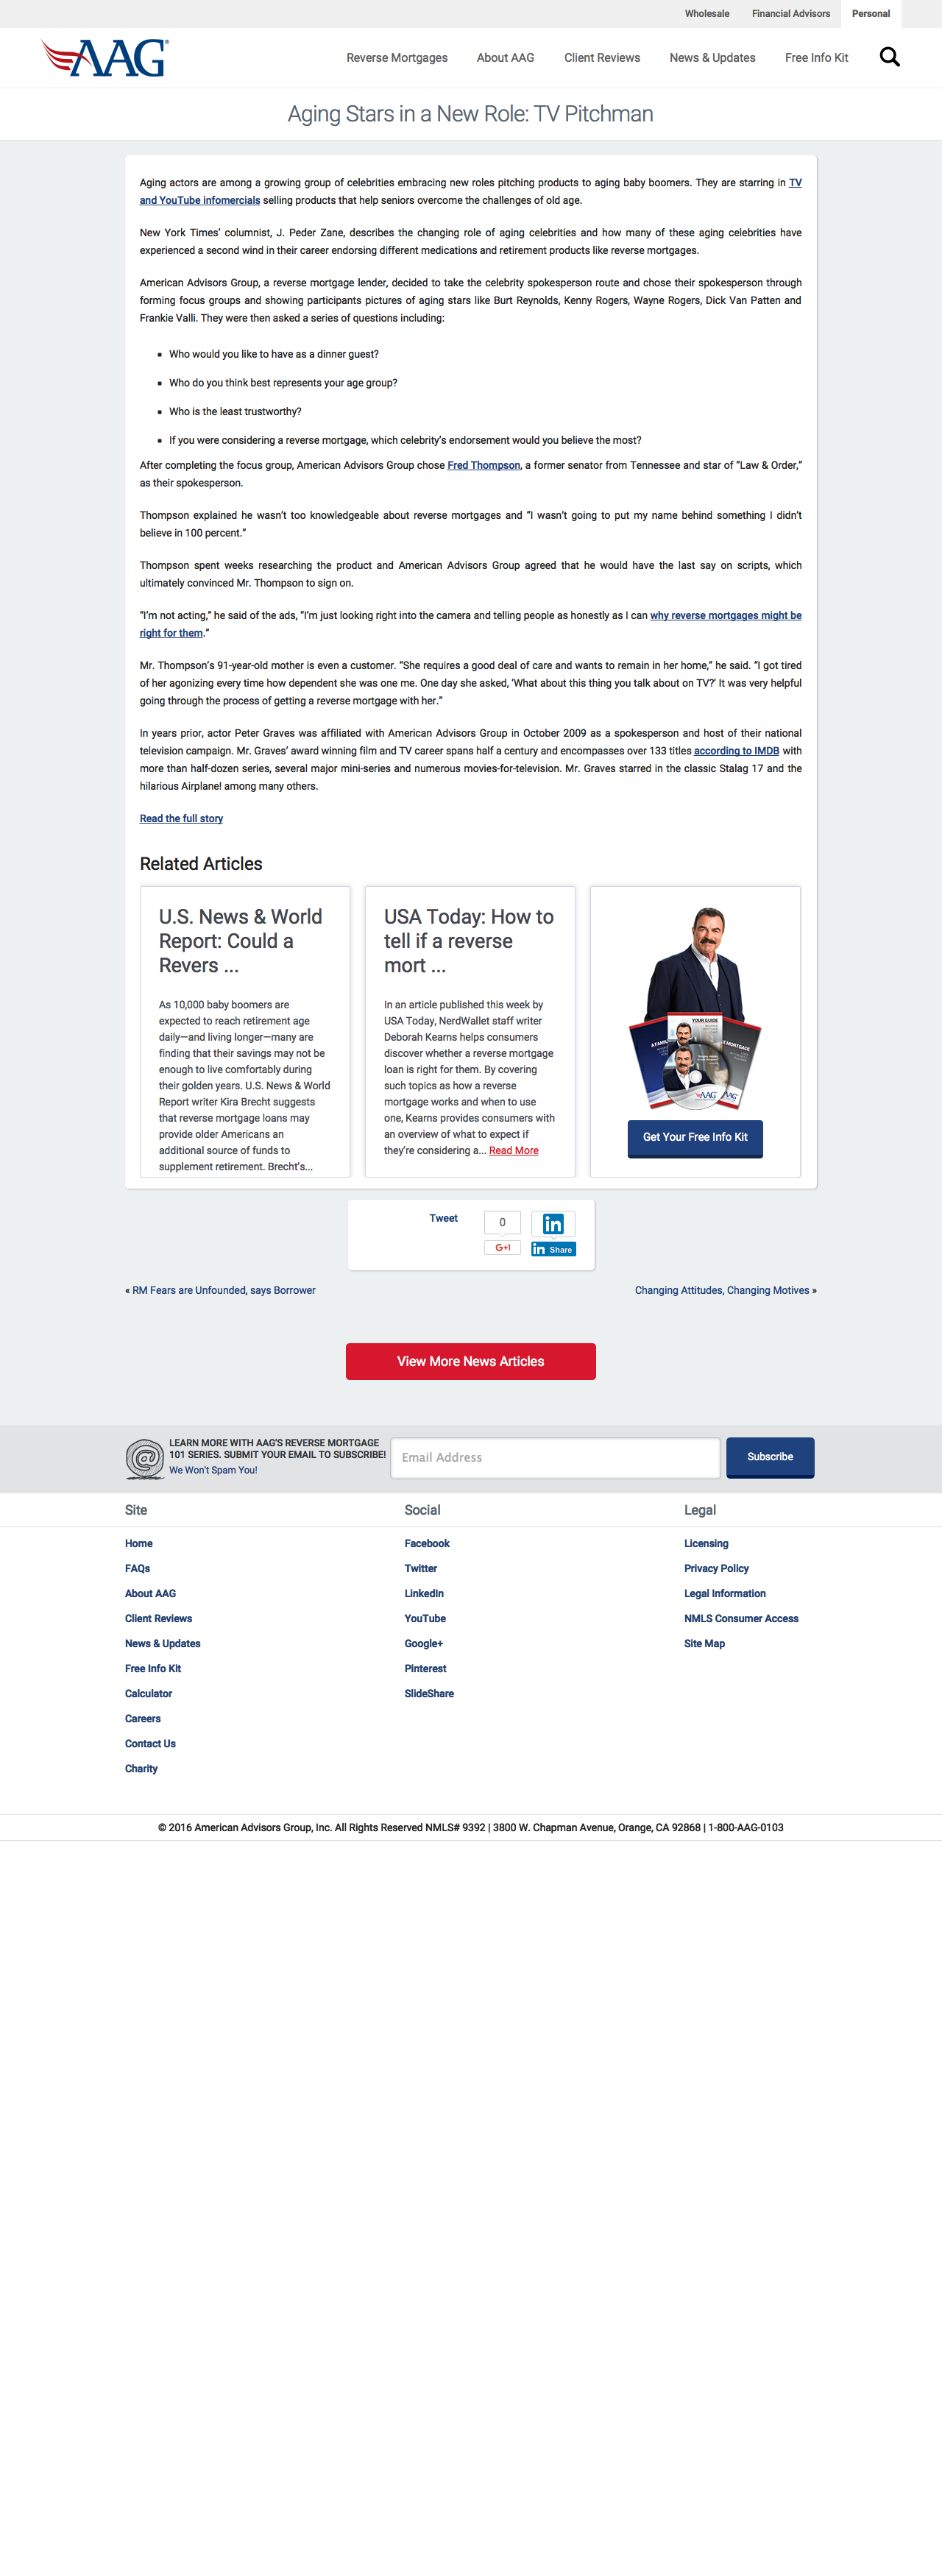 Wholesale Financial Advisors Personal
AAG®
Reverse Mortgages About AAG Client Reviews News & Updates Free Info Kit
Aging Stars in a New Role: TV Pitchman
Aging actors are among a growing group of celebrities embracing new roles pitching products to aging baby boomers. They are starring in TV
and YouTube infomercials selling products that help seniors overcome the challenges of old age.
New York Times’ columnist, J. Peder Zane, describes the changing role of aging celebrities and how many of these aging celebrities have
experienced a second wind in their career endorsing different medications and retirement products like reverse mortgages.
American Advisors Group, a reverse mortgage lender, decided to take the celebrity spokesperson route and chose their spokesperson through
forming focus groups and showing participants pictures of aging stars like Burt Reynolds, Kenny Rogers, Wayne Rogers, Dick Van Patten and
Frankie Valli. They were then asked a series of questions including:
▪ Who would you like to have as a dinner guest?
▪ Who do you think best represents your age group?
▪ Who is the least trustworthy?
▪ If you were considering a reverse mortgage, which celebrity’s endorsement would you believe the most?
After completing the focus group, American Advisors Group chose Fred Thompson, a former senator from Tennessee and star of “Law & Order,”
as their spokesperson.
Thompson explained he wasn’t too knowledgeable about reverse mortgages and “I wasn’t going to put my name behind something I didn’t
believe in 100 percent.”
Thompson spent weeks researching the product and American Advisors Group agreed that he would have the last say on scripts, which
ultimately convinced Mr. Thompson to sign on.
“I’m not acting,” he said of the ads, “I’m just looking right into the camera and telling people as honestly as I can why reverse mortgages might be
right for them.”
Mr. Thompson’s 91-year-old mother is even a customer. “She requires a good deal of care and wants to remain in her home,” he said. “I got tired
of her agonizing every time how dependent she was one me. One day she asked, ‘What about this thing you talk about on TV?’ It was very helpful
going through the process of getting a reverse mortgage with her.”
In years prior, actor Peter Graves was affiliated with American Advisors Group in October 2009 as a spokesperson and host of their national
television campaign. Mr. Graves’ award winning film and TV career spans half a century and encompasses over 133 titles according to IMDB with
more than half-dozen series, several major mini-series and numerous movies-for-television. Mr. Graves starred in the classic Stalag 17 and the
hilarious Airplane! among many others.
Read the full story
Related Articles
U.S. News & World
Report: Could a
Revers ...
As 10,000 baby boomers are
expected to reach retirement age
daily—and living longer—many are
finding that their savings may not be
enough to live comfortably during
their golden years. U.S. News & World
Report writer Kira Brecht suggests
that reverse mortgage loans may
provide older Americans an
additional source of funds to
supplement retirement. Brecht’s...
USA Today: How to
tell if a reverse
mort ...
In an article published this week by
USA Today, NerdWallet staff writer
Deborah Kearns helps consumers
discover whether a reverse mortgage
loan is right for them. By covering
such topics as how a reverse
mortgage works and when to use
one, Kearns provides consumers with
an overview of what to expect if
they’re considering a... Read More
YOUR GUIDE
AAG
AAG
Get Your Free Info Kit
Tweet
0
G+1
in
in Share
« RM Fears are Unfounded, says Borrower
Changing Attitudes, Changing Motives »
View More News Articles
LEARN MORE WITH AAG'S REVERSE MORTGAGE
101 SERIES. SUBMIT YOUR EMAIL TO SUBSCRIBE!
We Won't Spam You!
Email Address
Subscribe
Site
Home
FAQs
About AAG
Client Reviews
News & Updates
Free Info Kit
Calculator
Careers
Contact Us
Charity
Social
Facebook
Twitter
LinkedIn
YouTube
Google+
Pinterest
SlideShare
Legal
Licensing
Privacy Policy
Legal Information
NMLS Consumer Access
Site Map
© 2016 American Advisors Group, Inc. All Rights Reserved NMLS# 9392 | 3800 W. Chapman Avenue, Orange, CA 92868 | 1-800-AAG-0103